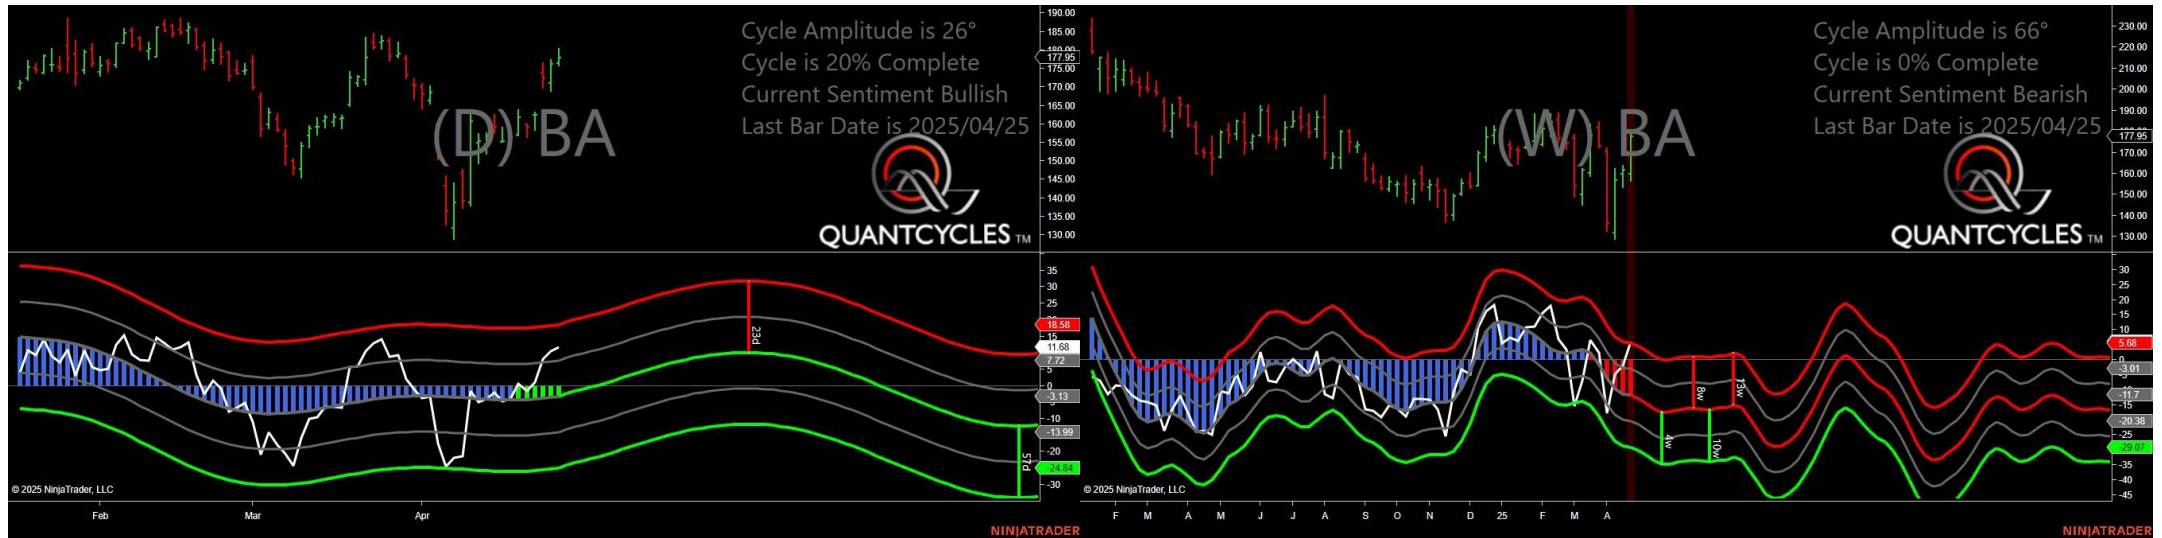 Cycle Amplitude is 26°
Cycle is 20% Complete
Current Sentiment Bullish
Last Bar Date is 2025/04/25
(D) BA
QUANTCYCLES TM
190.00
185.00
180.00
177.95
175.00
170.00
165.00
160.00
155.00
150.00
145.00
140.00
135.00
130.00
35
30
25
18.58
15
11.68
7.72
5
0
-3.13
-10
-13.99
-20
-24.84
-30
23d
57d
© 2025 NinjaTrader, LLC
Feb Mar Apr
NINJATRADER
Cycle Amplitude is 66°
Cycle is 0% Complete
Current Sentiment Bearish
Last Bar Date is 2025/04/25
(W) BA
QUANTCYCLES TM
230.00
220.00
210.00
200.00
190.00
177.95
170.00
160.00
150.00
140.00
130.00
30
25
20
15
10
5.68
0
-3.01
-11.7
-15
-20.38
-25
-29.07
-35
-40
-45
4w
8w
10w
13w
© 2025 NinjaTrader, LLC
F M A M J J A S O N D 25 F M A
NINJATRADER